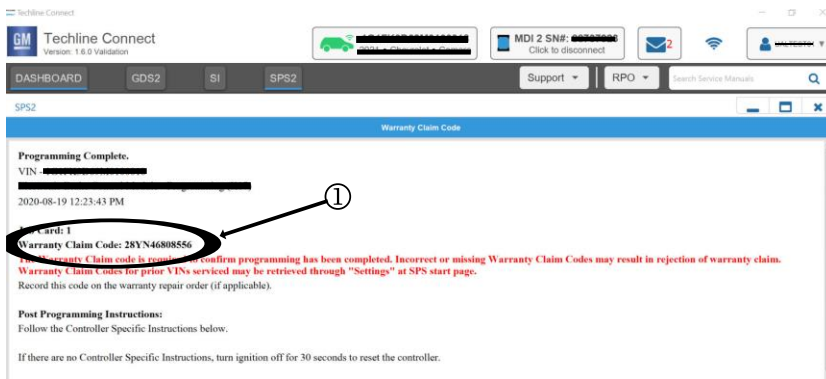 Techline Connect
GM
Techline Connect
Version: 1.6.0 Validation
2021 • Chevrolet • Camaro
MDI 2 SN#:
Click to disconnect
2
DASHBOARD GDS2 SI SPS2 Support RPO Search Service Manuals
SPS2
Warranty Claim Code
Programming Complete.
VIN -
2020-08-19 12:23:43 PM
1
Card: 1
Warranty Claim Code: 28YN46808556
The Warranty Claim code is required to confirm programming has been completed. Incorrect or missing Warranty Claim Codes may result in rejection of warranty claim.
Warranty Claim Codes for prior VINs serviced may be retrieved through "Settings" at SPS start page.
Record this code on the warranty repair order (if applicable).
Post Programming Instructions:
Follow the Controller Specific Instructions below.
If there are no Controller Specific Instructions, turn ignition off for 30 seconds to reset the controller.